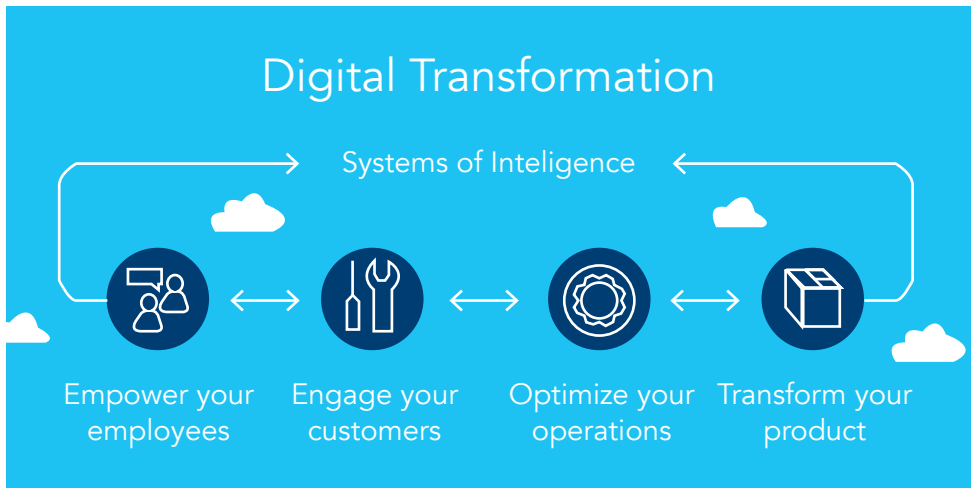 Digital Transformation
Systems of Inteligence
Empower your
employees
Engage your
customers
Optimize your
operations
Transform your
product